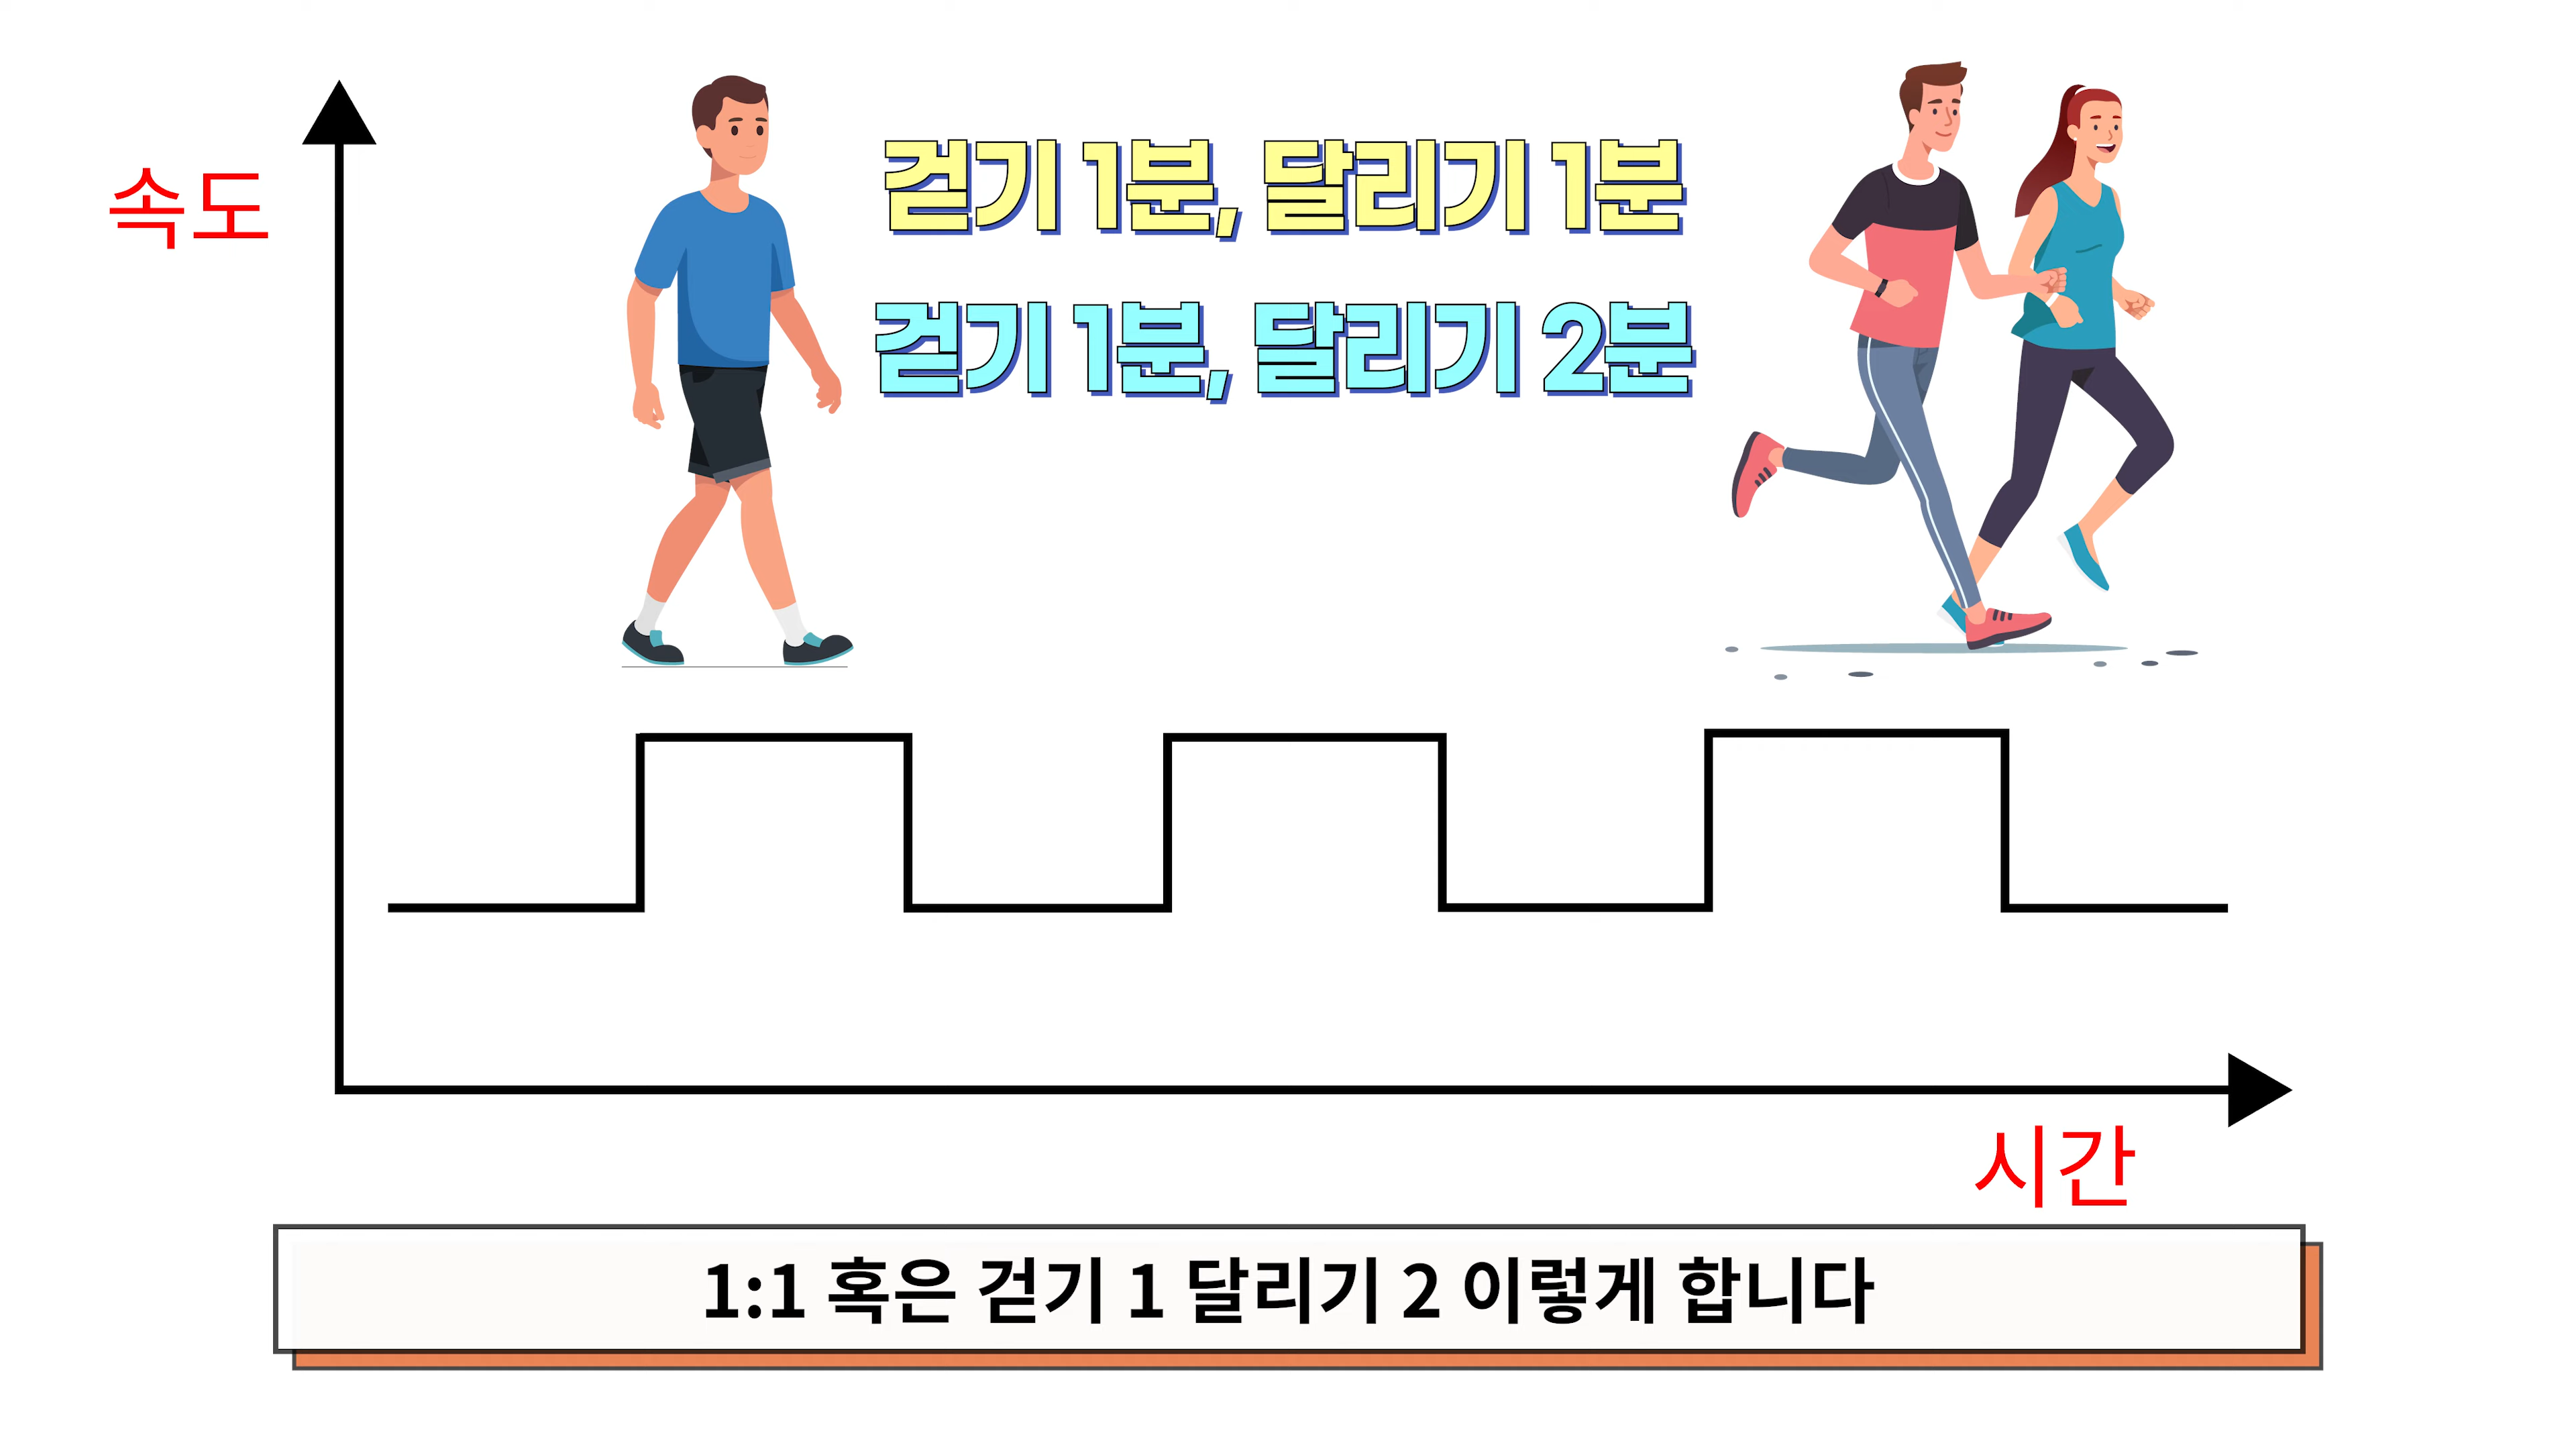 속도
걷기 1분, 달리기 1분
걷기 1분, 달리기 2분
시간
1:1 혹은 걷기 1 달리기 2 이렇게 합니다